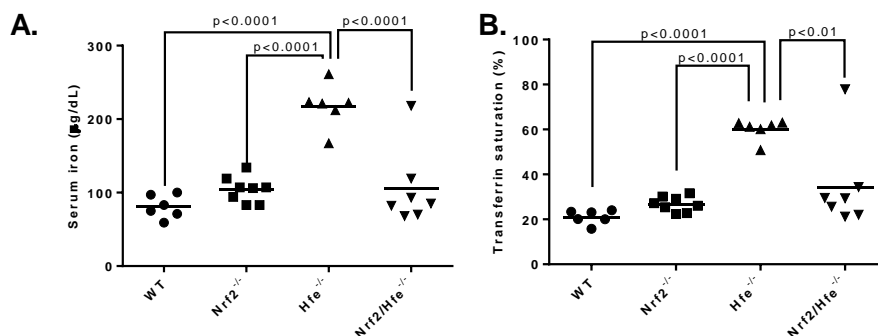 A.
p<0.0001
p<0.0001
p<0.0001
Serum iron (µg/dL)
300
200
100
0
WT
Nrf2-/-
Hfe-/-
Nrf2/Hfe-/-
B.
p<0.0001
p<0.01
p<0.0001
Transferrin saturation (%)
100
80
60
40
20
0
WT
Nrf2-/-
Hfe-/-
Nrf2/Hfe-/-